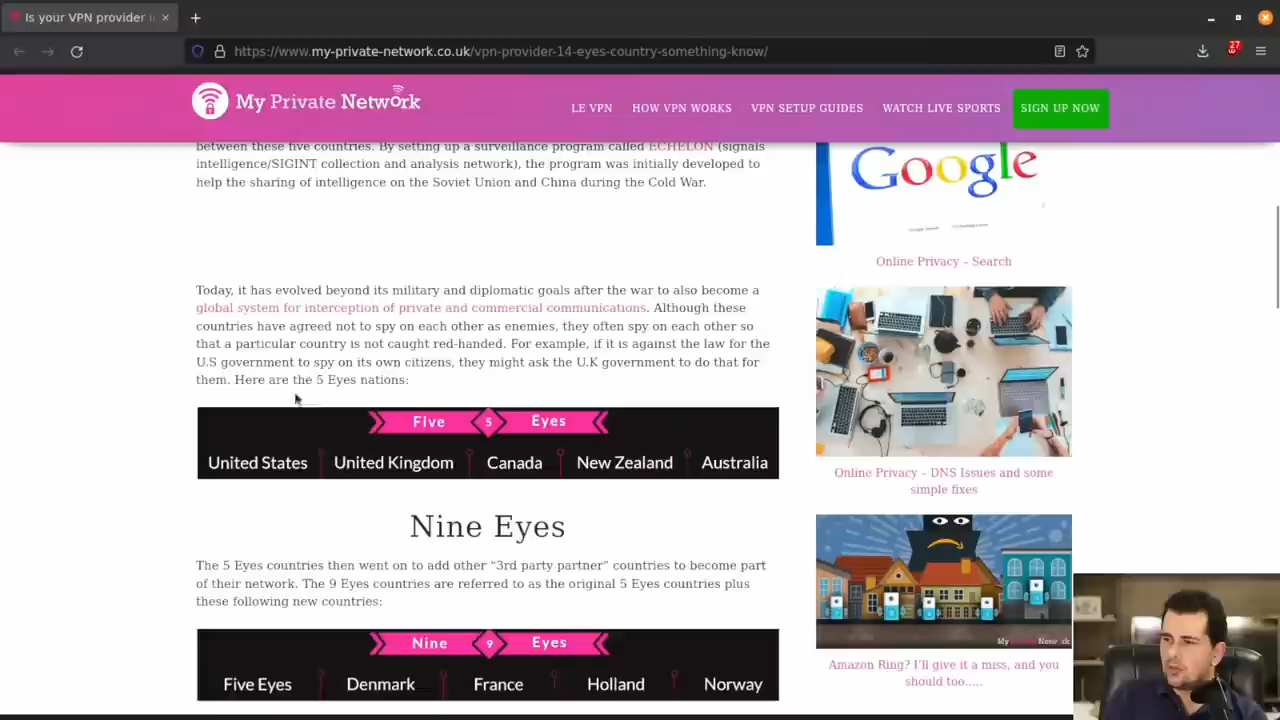 Is your VPN provider i
27
https://www.my-private-network.co.uk/vpn-provider-14-eyes-country-something-know/
My Private Network
LE VPN
HOW VPN WORKS
VPN SETUP GUIDES
WATCH LIVE SPORTS
SIGN UP NOW
between these five countries. By setting up a surveillance program called ECHELON (signals
intelligence/SIGINT collection and analysis network), the program was initially developed to
help the sharing of intelligence on the Soviet Union and China during the Cold War.
Today, it has evolved beyond its military and diplomatic goals after the war to also become a
global system for interception of private and commercial communications. Although these
countries have agreed not to spy on each other as enemies, they often spy on each other so
that a particular country is not caught red-handed. For example, if it is against the law for the
U.S government to spy on its own citizens, they might ask the U.K government to do that for
them. Here are the 5 Eyes nations:
Five 5 Eyes
United States United Kingdom Canada New Zealand Australia
Nine Eyes
The 5 Eyes countries then went on to add other “3rd party partner” countries to become part
of their network. The 9 Eyes countries are referred to as the original 5 Eyes countries plus
these following new countries:
Nine 9 Eyes
Five Eyes Denmark France Holland Norway
Google
Online Privacy – Search
Online Privacy – DNS Issues and some
simple fixes
Amazon Ring? I’ll give it a miss, and you
should too.....